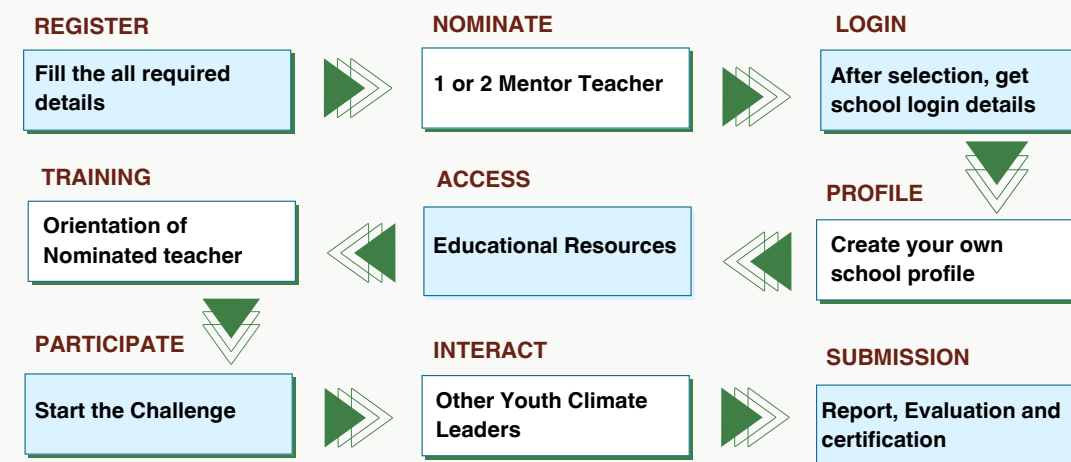 REGISTER
Fill the all required
details
NOMINATE
1 or 2 Mentor Teacher
LOGIN
After selection, get
school login details
PROFILE
Create your own
school profile
ACCESS
Educational Resources
TRAINING
Orientation of
Nominated teacher
PARTICIPATE
Start the Challenge
INTERACT
Other Youth Climate
Leaders
SUBMISSION
Report, Evaluation and
certification